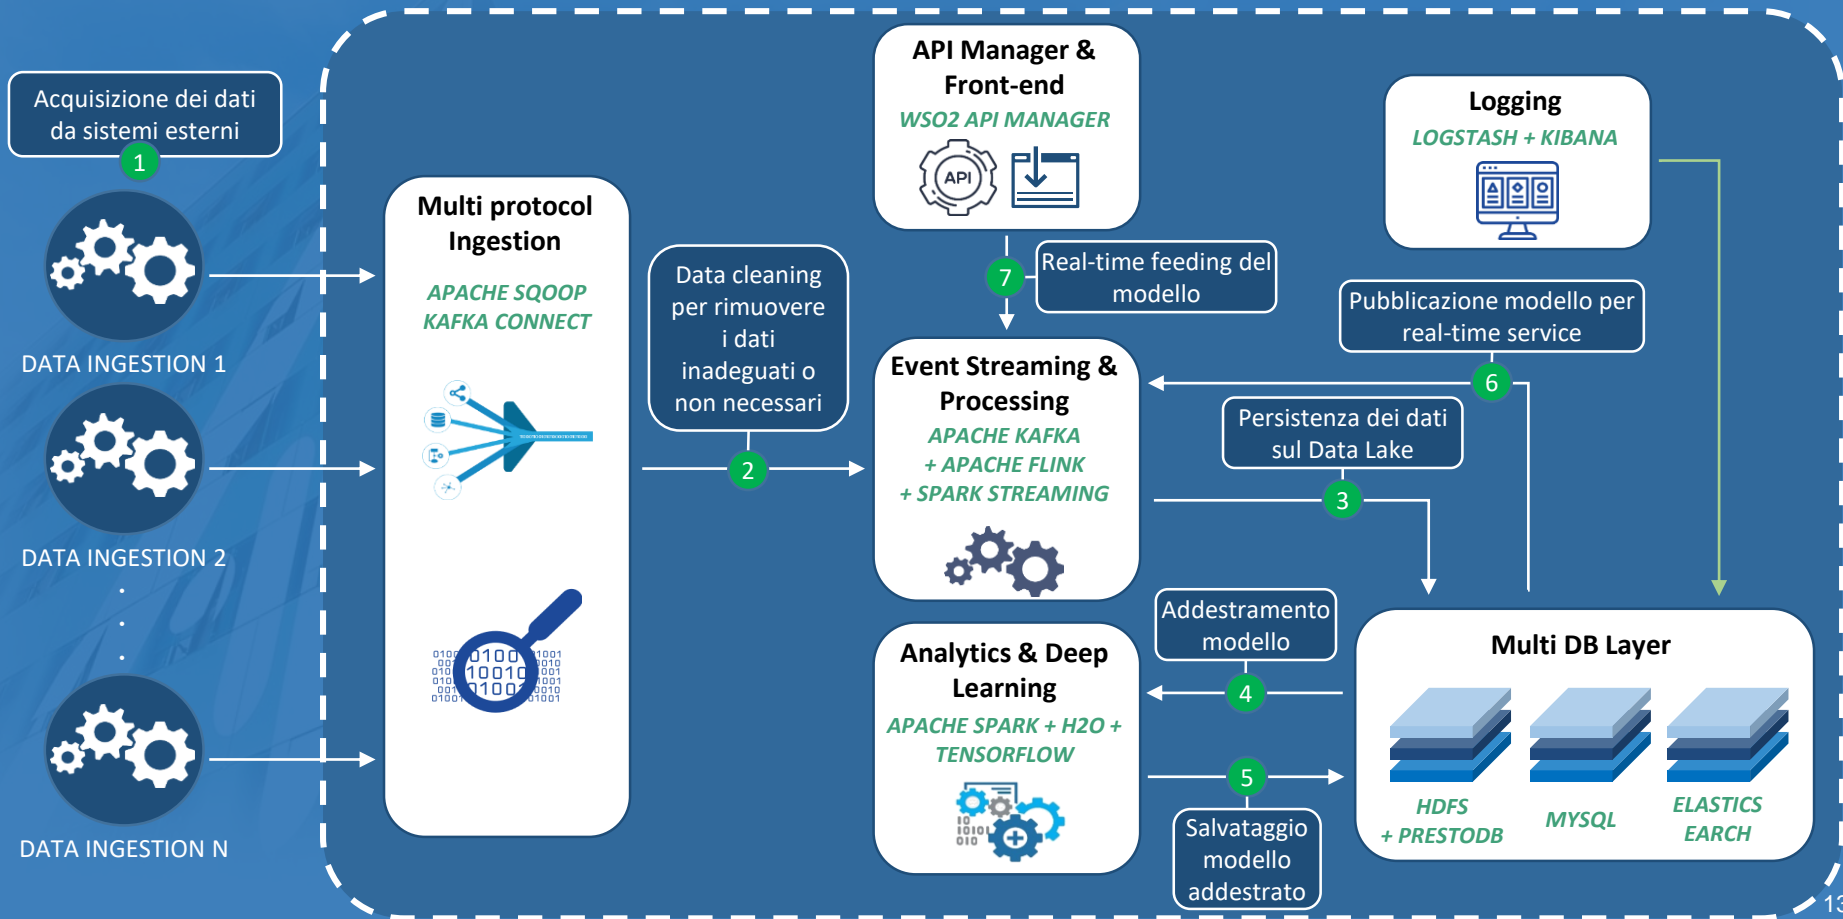 Acquisizione dei dati
da sistemi esterni
1
DATA INGESTION 1
DATA INGESTION 2
.
.
.
DATA INGESTION N
Multi protocol
Ingestion
APACHE SQOOP
KAFKA CONNECT
Data cleaning
per rimuovere
i dati
inadeguati o
non necessari
2
API Manager &
Front-end
WSO2 API MANAGER
API
7
Real-time feeding del
modello
Event Streaming &
Processing
APACHE KAFKA
+ APACHE FLINK
+ SPARK STREAMING
Analytics & Deep
Learning
APACHE SPARK + H2O +
TENSORFLOW
10
10101
010
Logging
LOGSTASH + KIBANA
Pubblicazione modello per
real-time service
6
Persistenza dei dati
sul Data Lake
3
Addestramento
modello
4
5
Salvataggio
modello
addestrato
Multi DB Layer
HDFS
+ PRESTODB
MYSQL
ELASTICS
EARCH